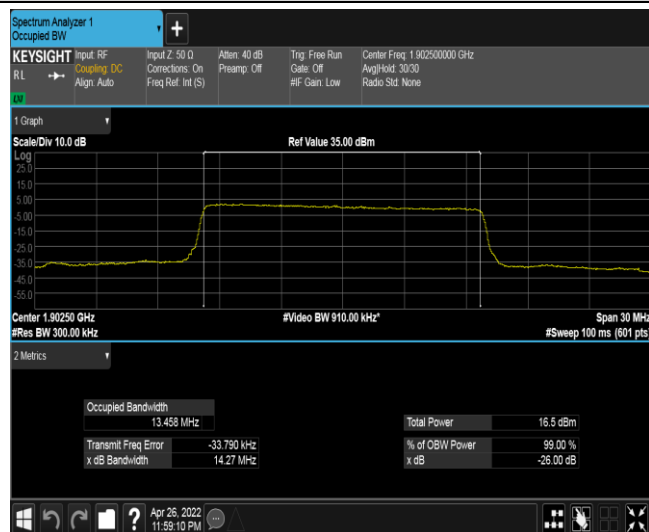 Spectrum Analyzer 1
Occupied BW
+
KEYSIGHT Input: RF Input Z: 50 Ω Atten: 40 dB Trig: Free Run Center Freq: 1.902500000 GHz
RL Coupling: DC Corrections: On Preamp: Off Gate: Off Avg|Hold: 30/30
Align: Auto Freq Ref: Int (S) #IF Gain: Low Radio Std: None
1 Graph
Scale/Div 10.0 dB Ref Value 35.00 dBm
Log
25.0
15.0
5.00
-5.00
-15.0
-25.0
-35.0
-45.0
-55.0
Center 1.90250 GHz #Video BW 910.00 kHz* Span 30 MHz
#Res BW 300.00 kHz #Sweep 100 ms (601 pts)
2 Metrics
Occupied Bandwidth
13.458 MHz Total Power 16.5 dBm
Transmit Freq Error -33.790 kHz % of OBW Power 99.00 %
x dB Bandwidth 14.27 MHz x dB -26.00 dB
? Apr 26, 2022
11:59:10 PM